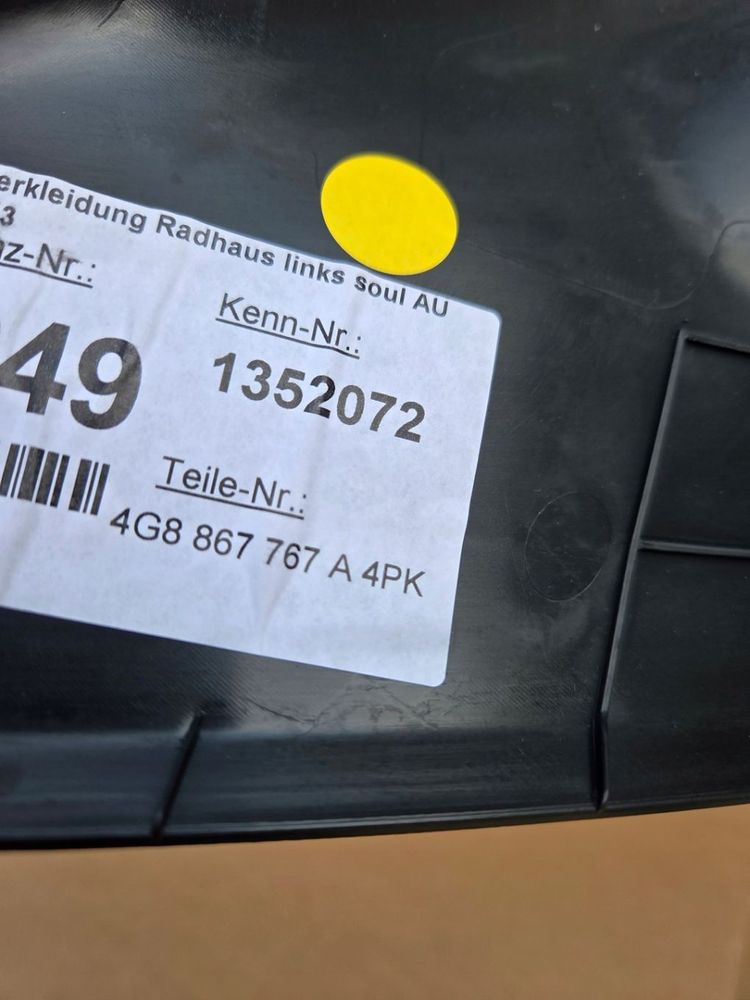 erkleidung Radhaus links soul AU
3
z-Nr.:
Kenn-Nr.:
49
1352072
Teile-Nr.:
4G8 867 767 A 4PK